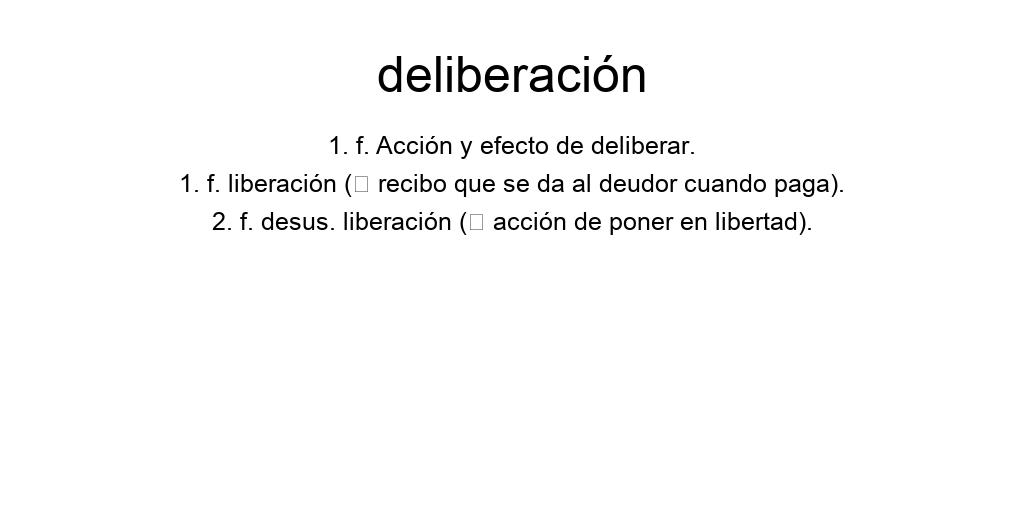 deliberación
1. f. Acción y efecto de deliberar.
1. f. liberación (□ recibo que se da al deudor cuando paga).
2. f. desus. liberación (□ acción de poner en libertad).